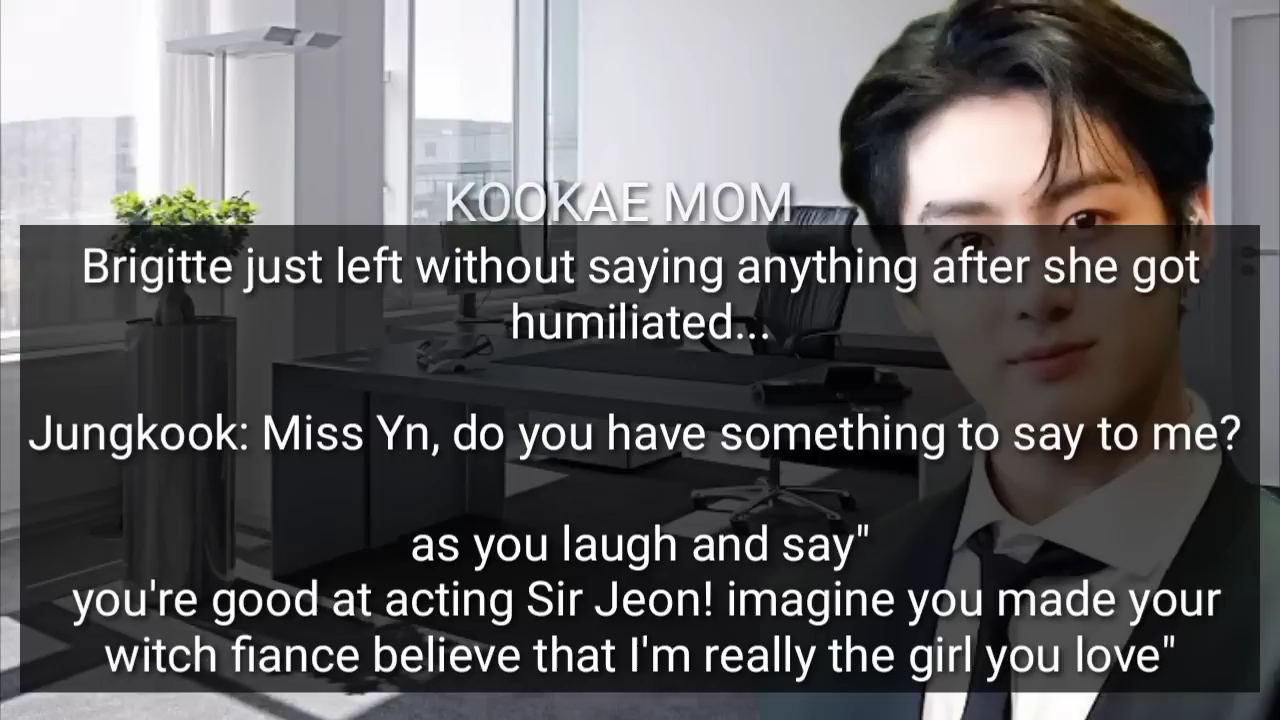 KOOKAE MOM
Brigitte just left without saying anything after she got
humiliated...
Jungkook: Miss Yn, do you have something to say to me?
as you laugh and say"
you're good at acting Sir Jeon! imagine you made your
witch fiance believe that I'm really the girl you love"